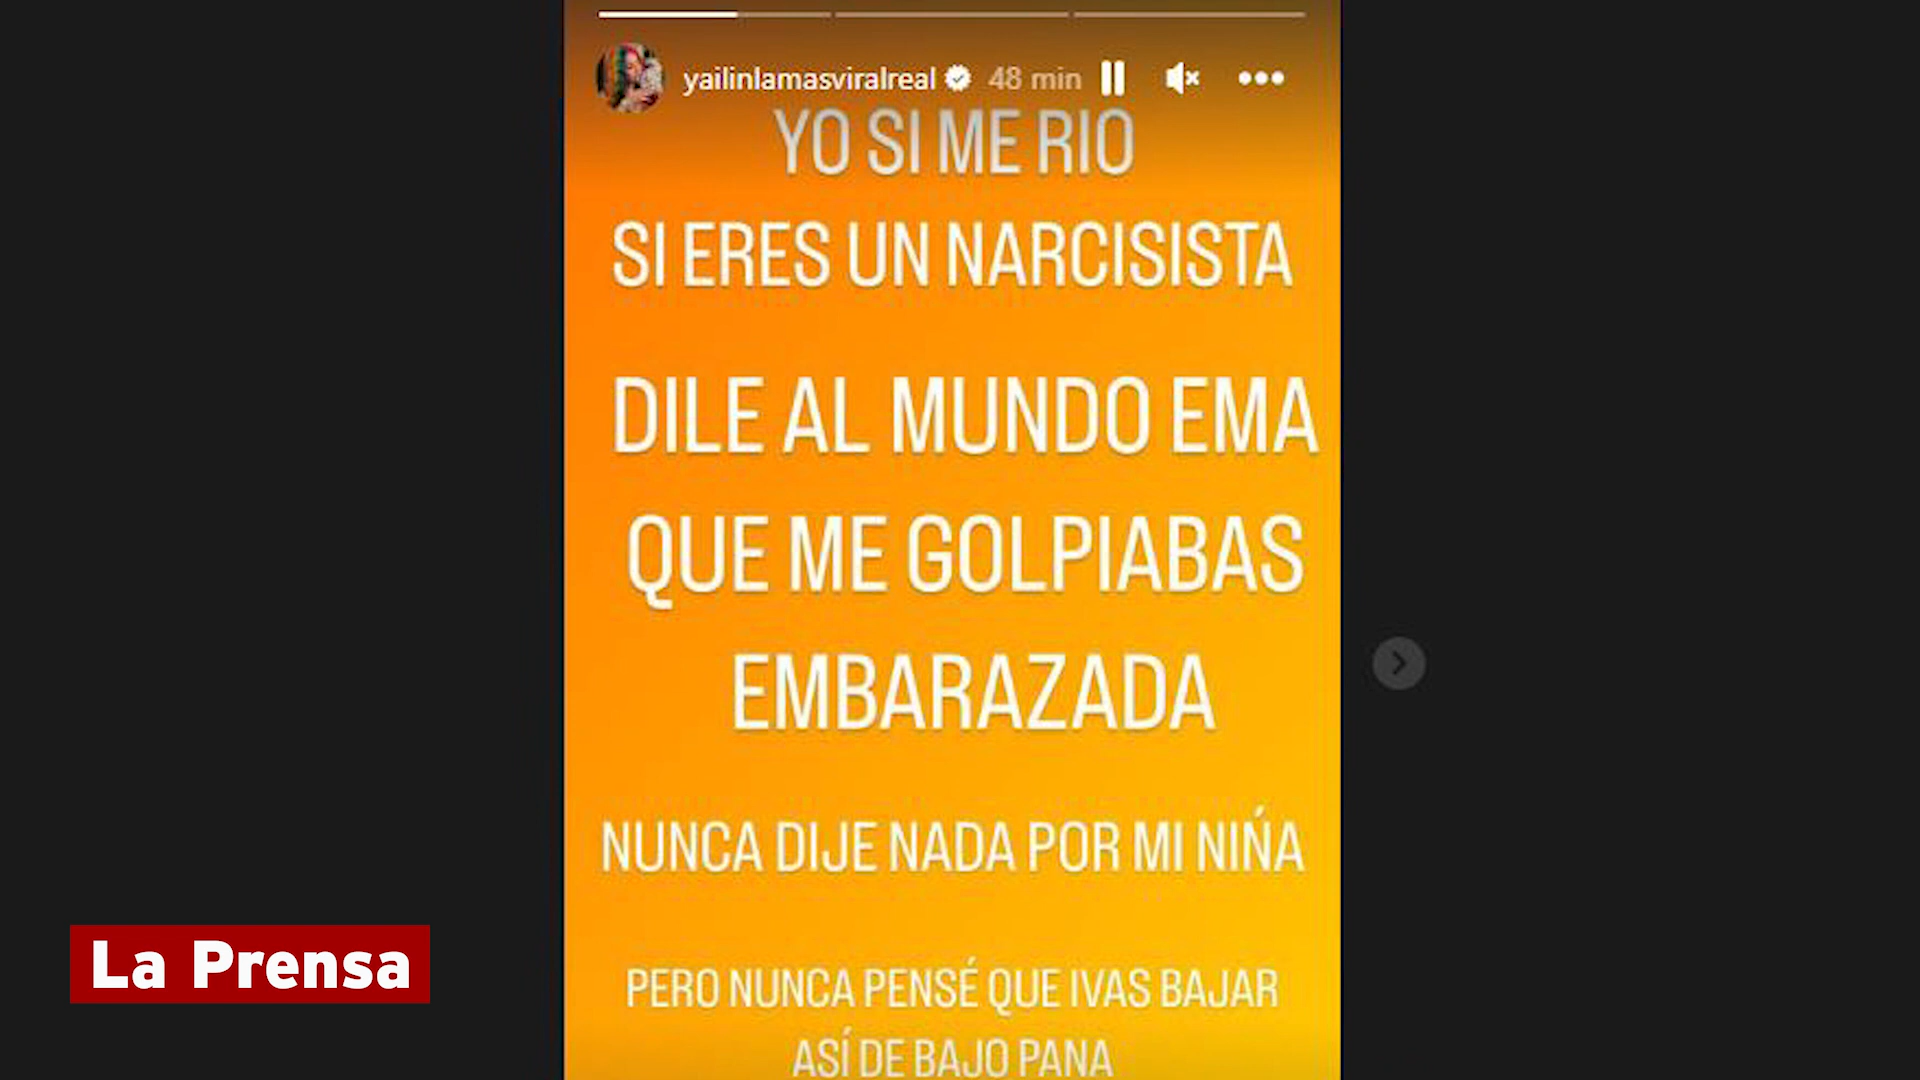 yailinlamasviralreal 48 min
YO SI ME RIO
SI ERES UN NARCISISTA
DILE AL MUNDO EMA
QUE ME GOLPIABAS
EMBARAZADA
NUNCA DIJE NADA POR MI NIŃA
PERO NUNCA PENSÉ QUE IVAS BAJAR
ASÍ DE BAJO PANA
La Prensa